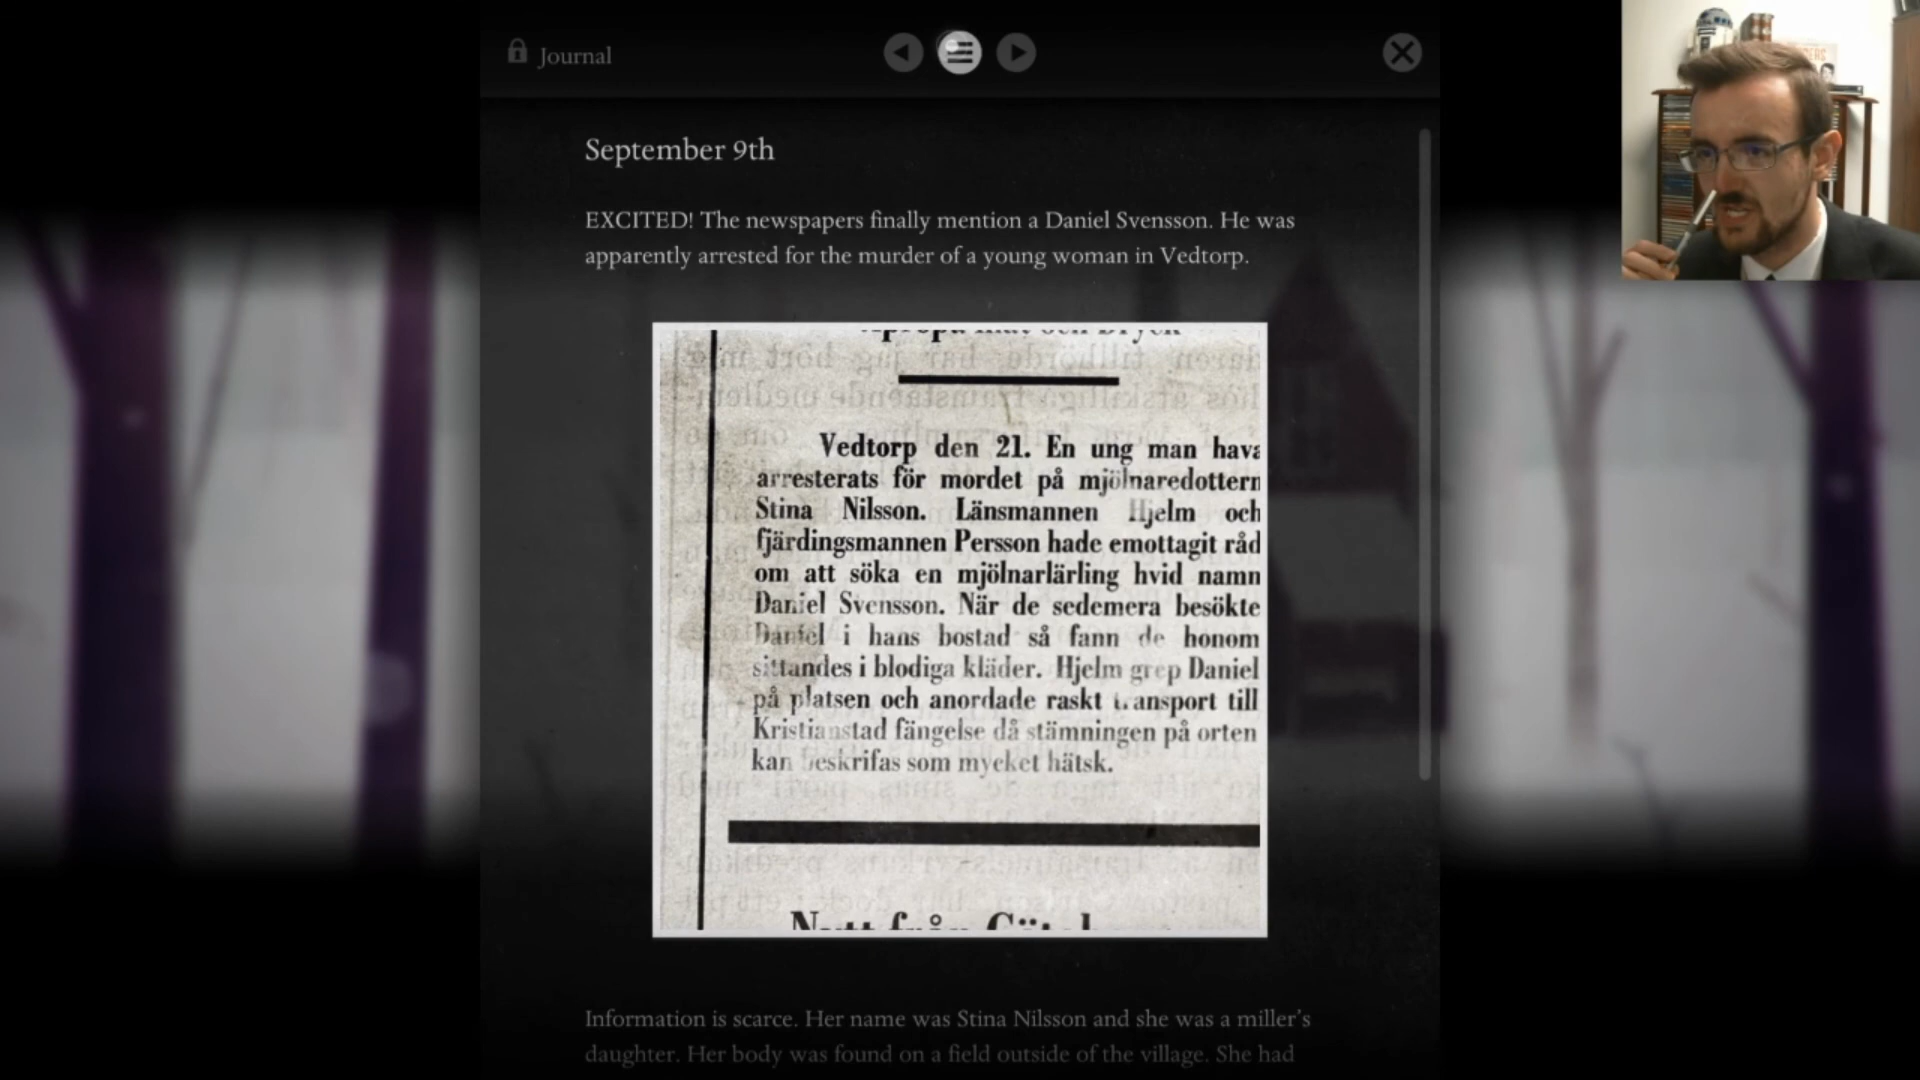 Journal
September 9th
EXCITED! The newspapers finally mention a Daniel Svensson. He was
apparently arrested for the murder of a young woman in Vedtorp.
Vedtorp den 21. En ung man hava
arresterats för mordet på mjölnaredottern
Stina Nilsson. Länsmannen Hjelm och
fjärdingsmannen Persson hade emottagit råd
om att söka en mjölnarlärling hvid namn
Daniel Svensson. När de sedemera besökte
Daniel i hans bostad så fann de honom
sittandes i blodiga kläder. Hjelm grep Daniel
på platsen och anordade raskt transport till
Kristianstad fängelse då stämningen på orten
kan beskrifas som mycket hätsk.
Information is scarce. Her name was Stina Nilsson and she was a miller's
daughter. Her body was found on a field outside of the village. She had